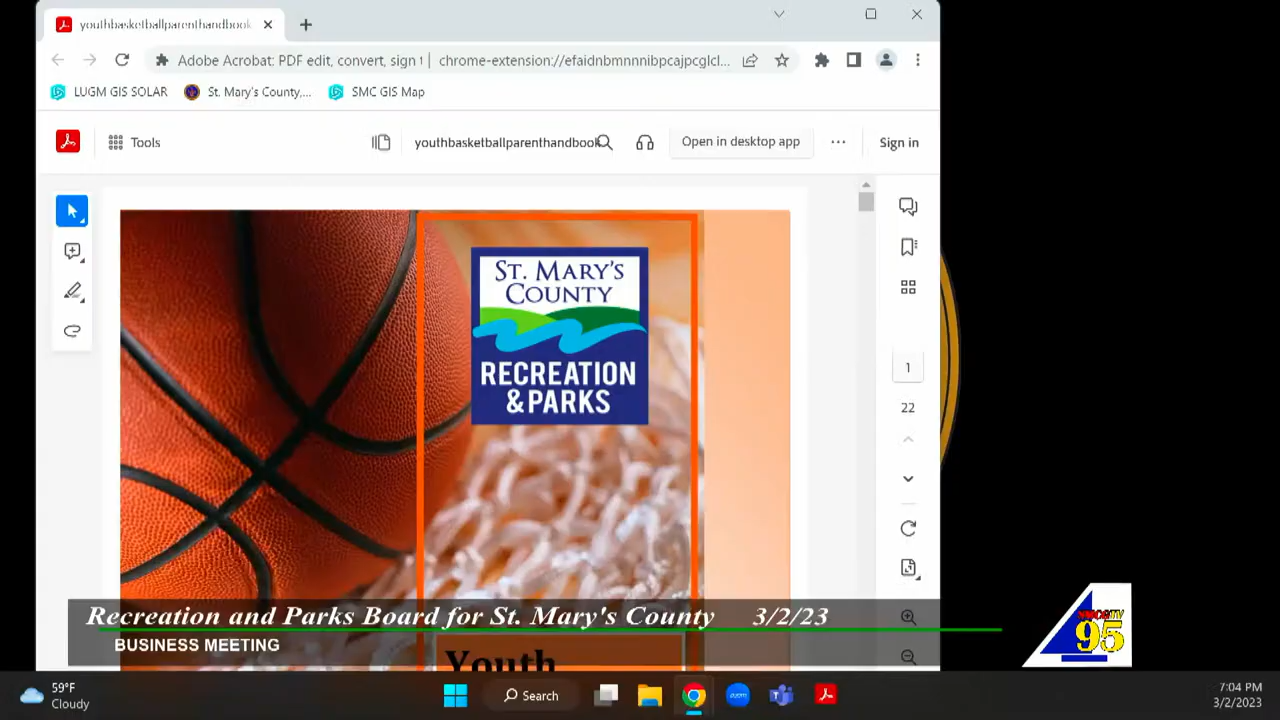 youthbasketballparenthandbook
Adobe Acrobat: PDF edit, convert, sign t
chrome-extension://efaidnbmnnnibpcajpcglcl...
LUGM GIS SOLAR
St. Mary's County,...
SMC GIS Map
Tools
youthbasketballparenthandbook
Open in desktop app
Sign in
ST. MARY'S
COUNTY
RECREATION
& PARKS
1
22
Recreation and Parks Board for St. Mary's County 3/2/23
BUSINESS MEETING
Youth
95
59°F
Cloudy
Search
zoom
7:04 PM
3/2/2023